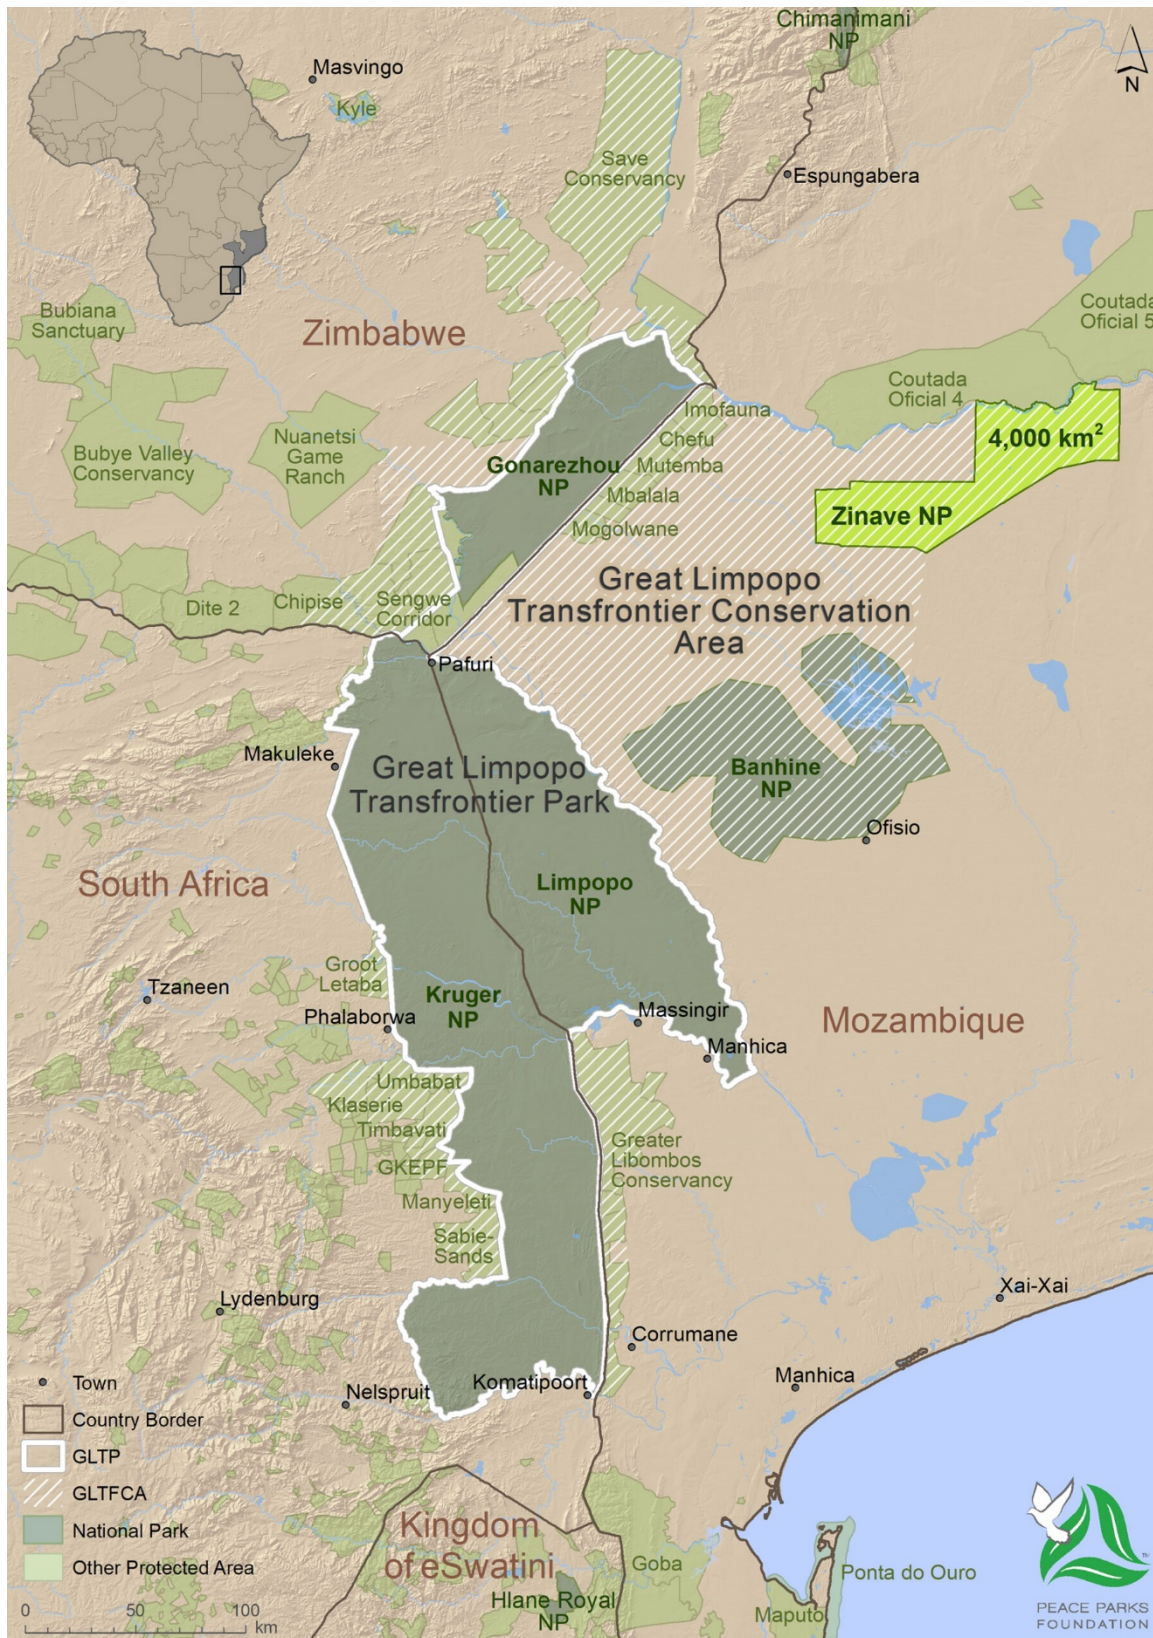 Chimanimani
NP
N
Masvingo
Kyle
Save
Conservancy
Espungabera
Bubiana
Sanctuary
Zimbabwe
Coutada
Oficial 5
Coutada
Oficial 4
Imofauna
4,000 km²
Chefu
Nuanetsi
Game
Ranch
Bubye Valley
Conservancy
Gonarezhou
NP
Mutemba
Mbalala
Zinave NP
Mogolwane
Great Limpopo
Transfrontier Conservation
Area
Dite 2
Chipise
Sengwe
Corridor
Pafuri
Makuleke
Great Limpopo
Transfrontier Park
Banhine
NP
Ofisio
South Africa
Limpopo
NP
Groot
Letaba
Tzaneen
Kruger
NP
Phalaborwa
Massingir
Mozambique
Manhica
Umbabat
Klaserie
Timbavati
GKEPF
Manyeleti
Greater
Libombos
Conservancy
Sabie-
Sands
Xai-Xai
Lydenburg
Corrumane
Manhica
Komatipoort
Nelspruit
Town
Country Border
GLTP
GLTFCA
National Park
Other Protected Area
0 50 100
km
Kingdom
of eSwatini
Hlane Royal
NP
Goba
Maputo
Ponta do Ouro
PEACE PARKS
FOUNDATION